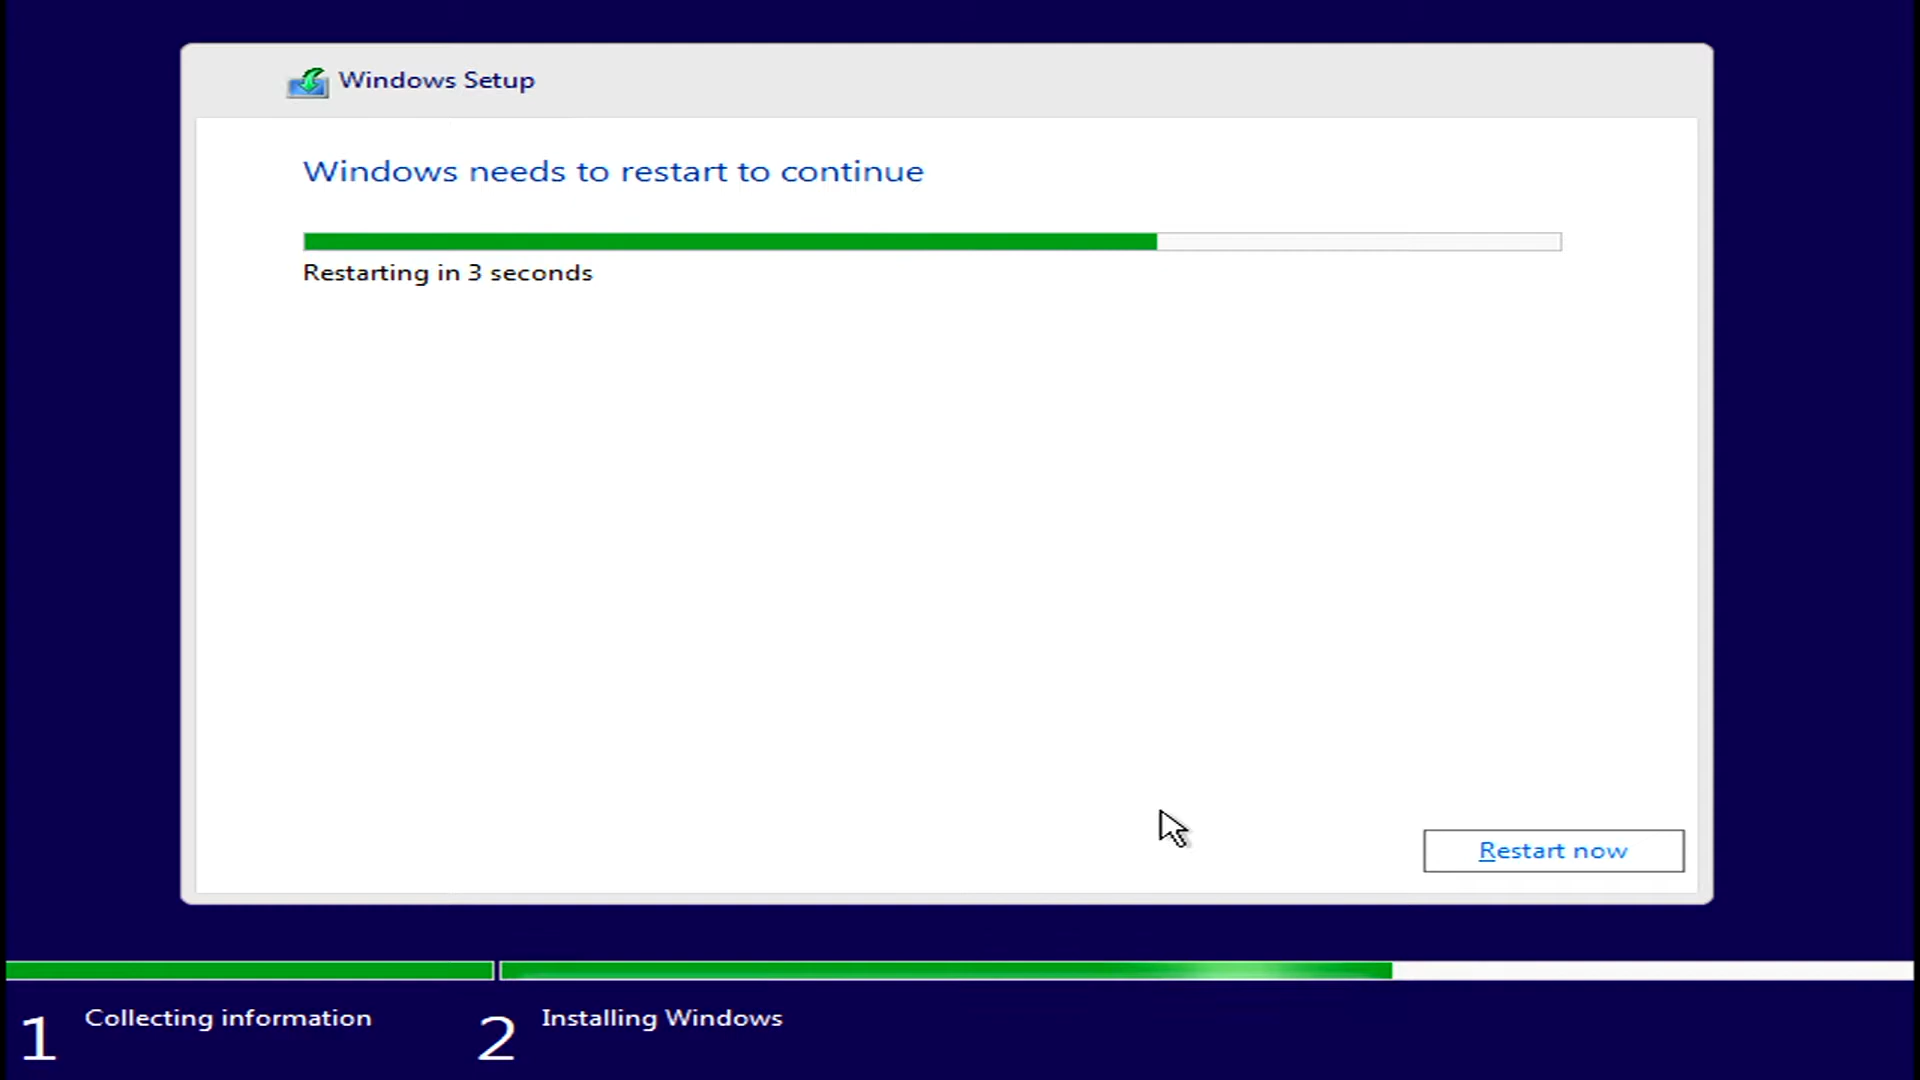 Windows Setup
Windows needs to restart to continue
Restarting in 3 seconds
Restart now
1 Collecting information
2 Installing Windows